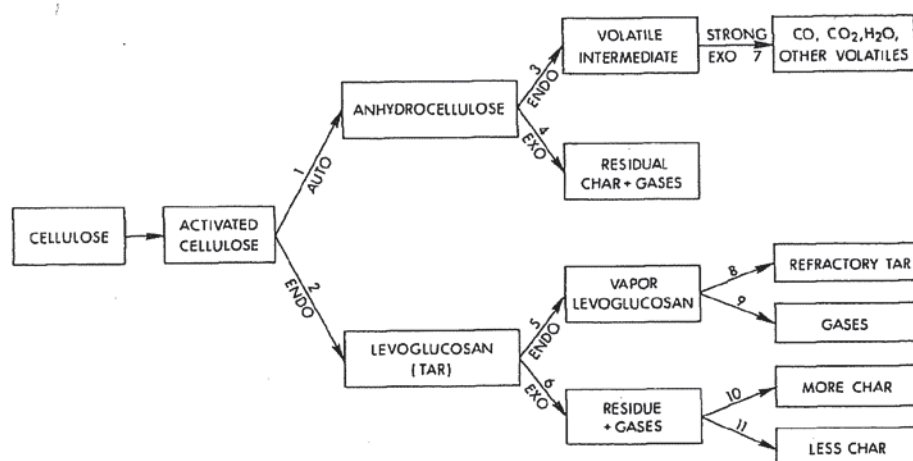 CELLULOSE
ACTIVATED
CELLULOSE
1
AUTO
2
ENDO
ANHYDROCELLULOSE
3
ENDO
4
EXO
VOLATILE
INTERMEDIATE
STRONG
EXO 7
CO, CO2,H2O,
OTHER VOLATILES
RESIDUAL
CHAR + GASES
LEVOGLUCOSAN
(TAR)
5
ENDO
6
EXO
VAPOR
LEVOGLUCOSAN
8
REFRACTORY TAR
9
GASES
RESIDUE
+ GASES
10
MORE CHAR
11
LESS CHAR